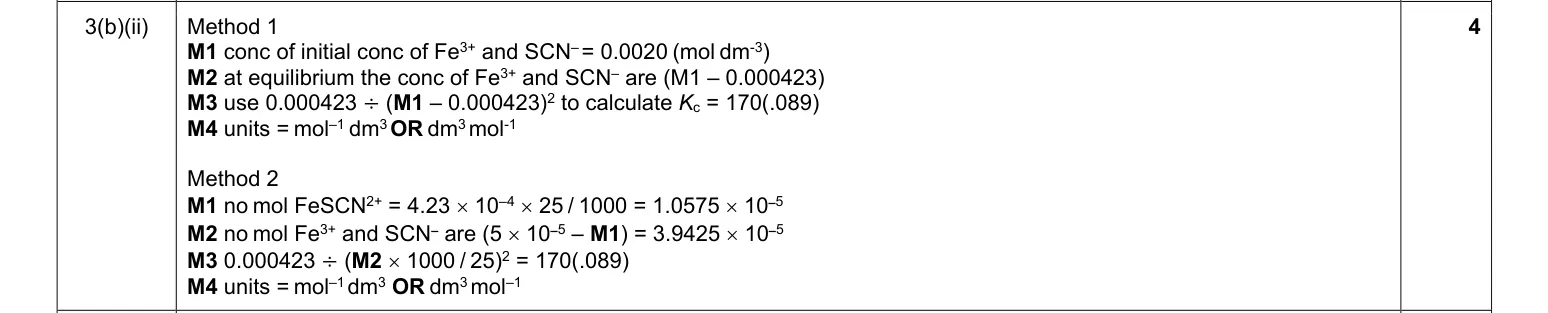 3(b)(ii)
Method 1
4
M1 conc of initial conc of Fe³⁺ and SCN⁻ = 0.0020 (mol dm⁻³)
M2 at equilibrium the conc of Fe³⁺ and SCN⁻ are (M1 – 0.000423)
M3 use 0.000423 ÷ (M1 – 0.000423)² to calculate Kc = 170(.089)
M4 units = mol⁻¹ dm³ OR dm³ mol⁻¹
Method 2
M1 no mol FeSCN²⁺ = 4.23 × 10⁻⁴ × 25 / 1000 = 1.0575 × 10⁻⁵
M2 no mol Fe³⁺ and SCN⁻ are (5 × 10⁻⁵ – M1) = 3.9425 × 10⁻⁵
M3 0.000423 ÷ (M2 × 1000 / 25)² = 170(.089)
M4 units = mol⁻¹ dm³ OR dm³ mol⁻¹